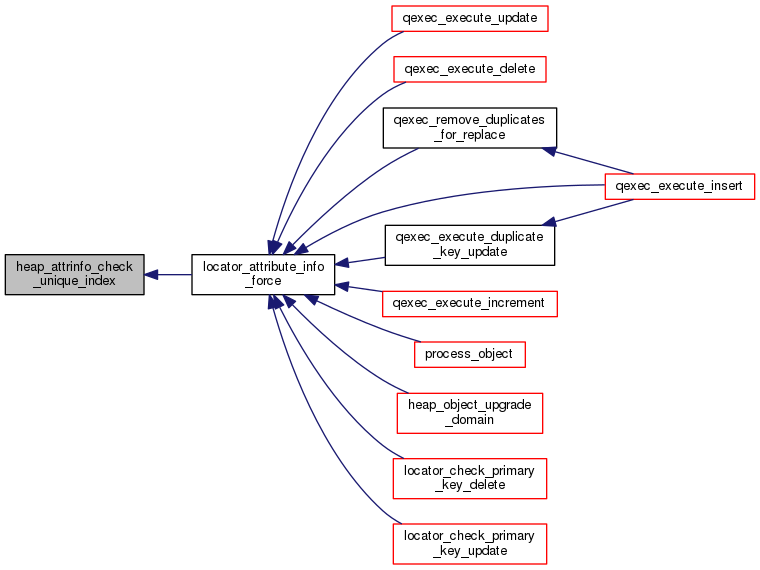 qexec_execute_update
qexec_execute_delete
qexec_remove_duplicates
_for_replace
qexec_execute_insert
qexec_execute_duplicate
_key_update
heap_attrinfo_check
_unique_index
locator_attribute_info
_force
qexec_execute_increment
process_object
heap_object_upgrade
_domain
locator_check_primary
_key_delete
locator_check_primary
_key_update